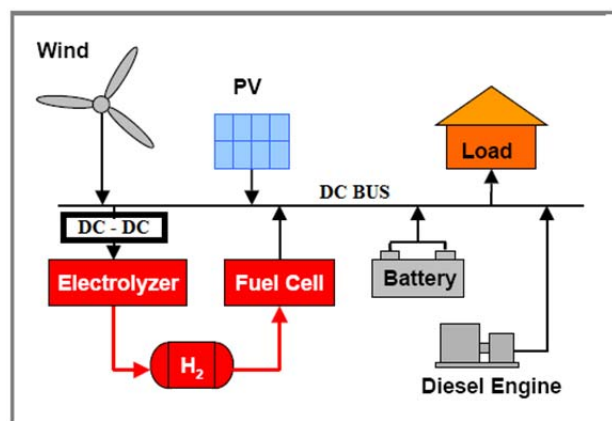 Wind
PV
Load
DC BUS
DC - DC
Electrolyzer
Fuel Cell
Battery
H2
Diesel Engine